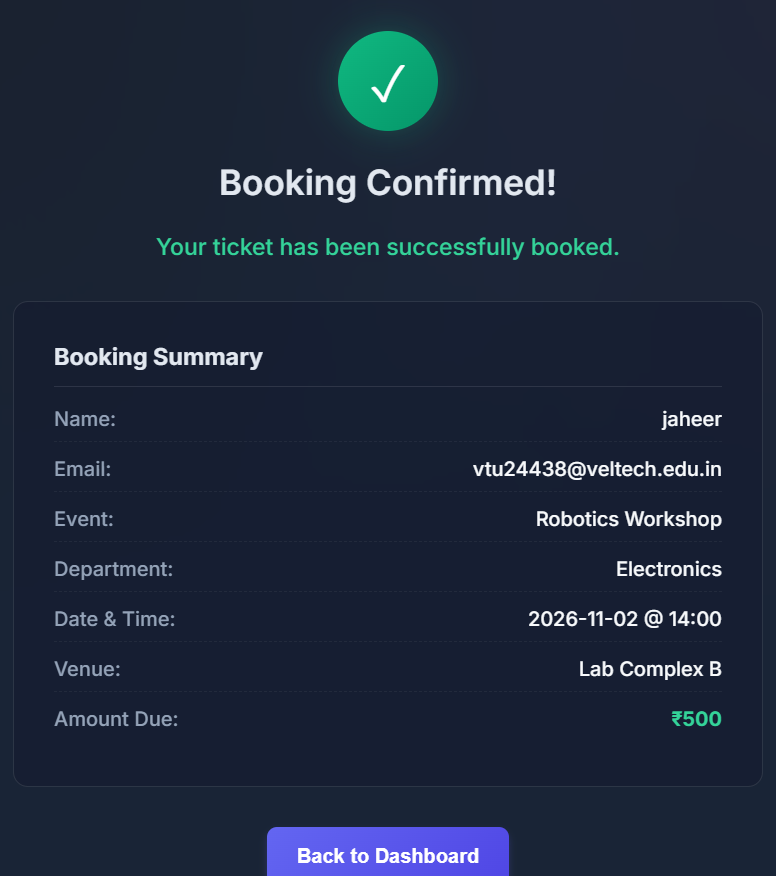 ✓
Booking Confirmed!
Your ticket has been successfully booked.
Booking Summary
Name: jaheer
Email: vtu24438@veltech.edu.in
Event: Robotics Workshop
Department: Electronics
Date & Time: 2026-11-02 @ 14:00
Venue: Lab Complex B
Amount Due: ₹500
Back to Dashboard